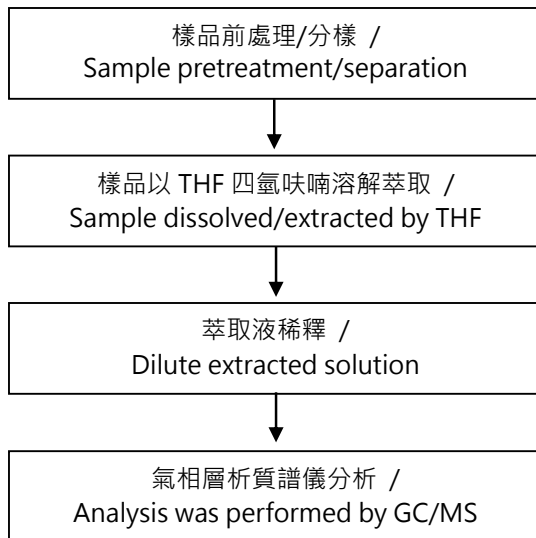 樣品前處理/分樣 /
Sample pretreatment/separation
樣品以 THF 四氫呋喃溶解萃取 /
Sample dissolved/extracted by THF
萃取液稀釋 /
Dilute extracted solution
氣相層析質譜儀分析 /
Analysis was performed by GC/MS